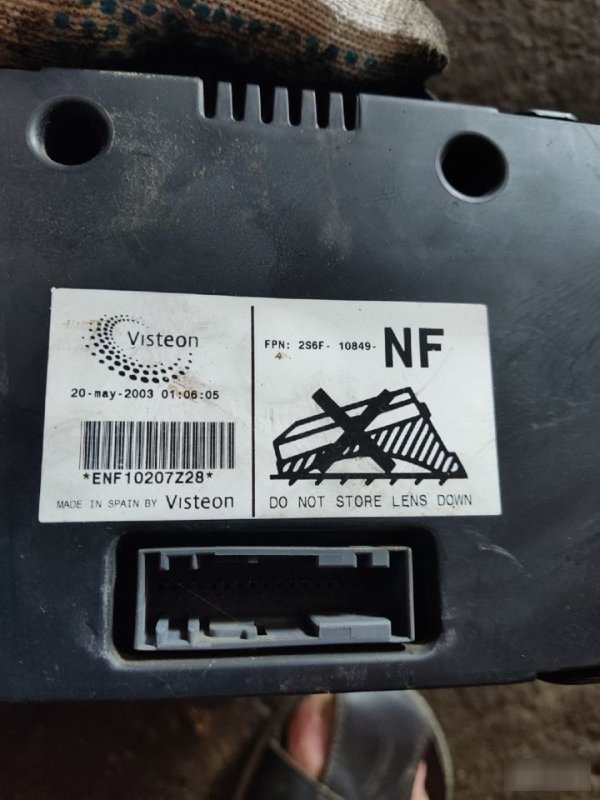 Visteon
20-may-2003 01:06:05
*ENF10207Z28*
MADE IN SPAIN BY Visteon
FPN: 2S6F- 10849- NF
DO NOT STORE LENS DOWN